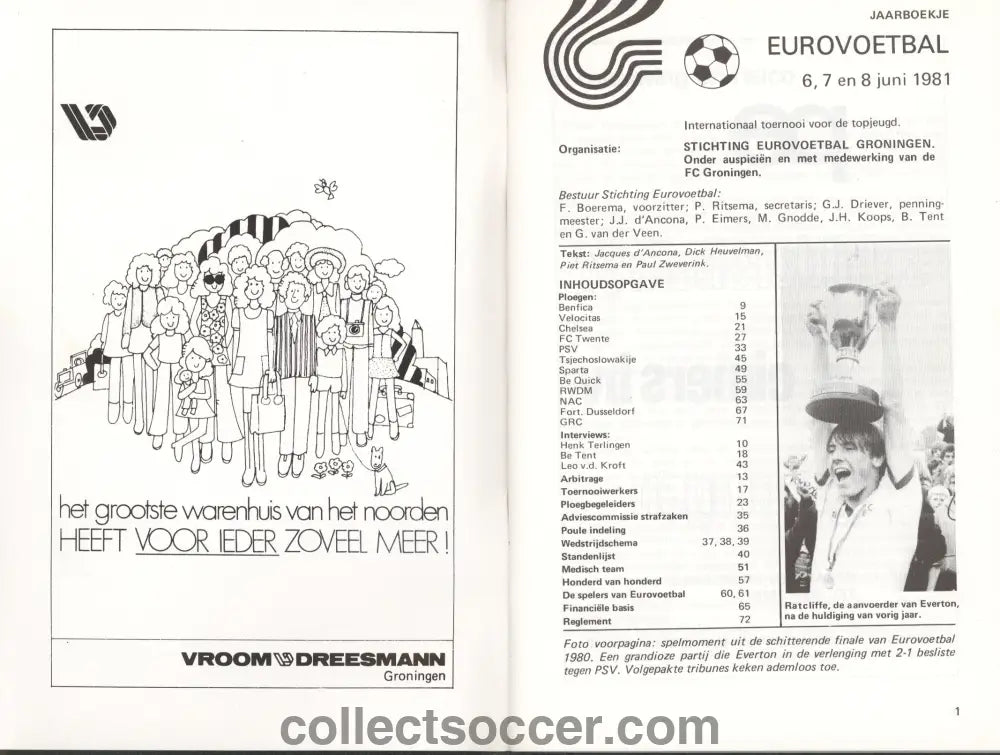 het grootste warenhuis van het noorden
HEEFT VOOR IEDER ZOVEEL MEER!
VROOM VD DREESMANN
Groningen
JAARBOEKJE
EUROVOETBAL
6, 7 en 8 juni 1981
Internationaal toernooi voor de topjeugd.
Organisatie: STICHTING EUROVOETBAL GRONINGEN.
Onder auspiciën en met medewerking van de
FC Groningen.
Bestuur Stichting Eurovoetbal:
F. Boerema, voorzitter; P. Ritsema, secretaris; G.J. Driever, penning-
meester; J.J. d'Ancona, P. Eimers, M. Gnodde, J.H. Koops, B. Tent
en G. van der Veen.
Tekst: Jacques d'Ancona, Dick Heuvelman,
Piet Ritsema en Paul Zweverink.
INHOUDSOPGAVE
Ploegen:
Benfica 9
Velocitas 15
Chelsea 21
FC Twente 27
PSV 33
Tsjechoslowakije 45
Sparta 49
Be Quick 55
RWDM 59
NAC 63
Fort. Dusseldorf 67
GRC 71
Interviews:
Henk Terlingen 10
Be Tent 18
Leo v.d. Kroft 43
Arbitrage 13
Toernooiwerkers 17
Ploegbegeleiders 23
Adviescommissie strafzaken 35
Poule indeling 36
Wedstrijdschema 37, 38, 39
Standenlijst 40
Medisch team 51
Honderd van honderd 57
De spelers van Eurovoetbal 60, 61
Financiële basis 65
Reglement 72
Ratcliffe, de aanvoerder van Everton,
na de huldiging van vorig jaar.
Foto voorpagina: spelmoment uit de schitterende finale van Eurovoetbal
1980. Een grandioze partij die Everton in de verlenging met 2-1 besliste
tegen PSV. Volgepakte tribunes keken ademloos toe.
1
collectsoccer.com